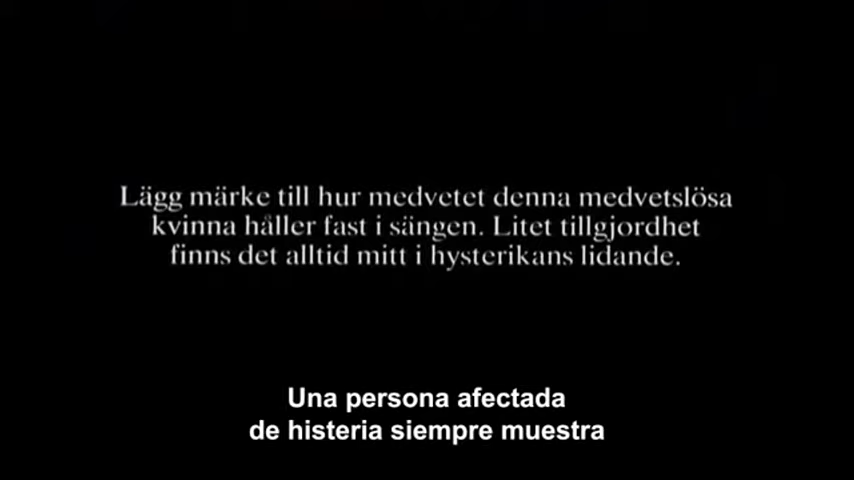 Lägg märke till hur medvetet denna medvetslösa
kvinna håller fast i sängen. Litet tillgjordhet
finns det alltid mitt i hysterikans lidande.
Una persona afectada
de histeria siempre muestra